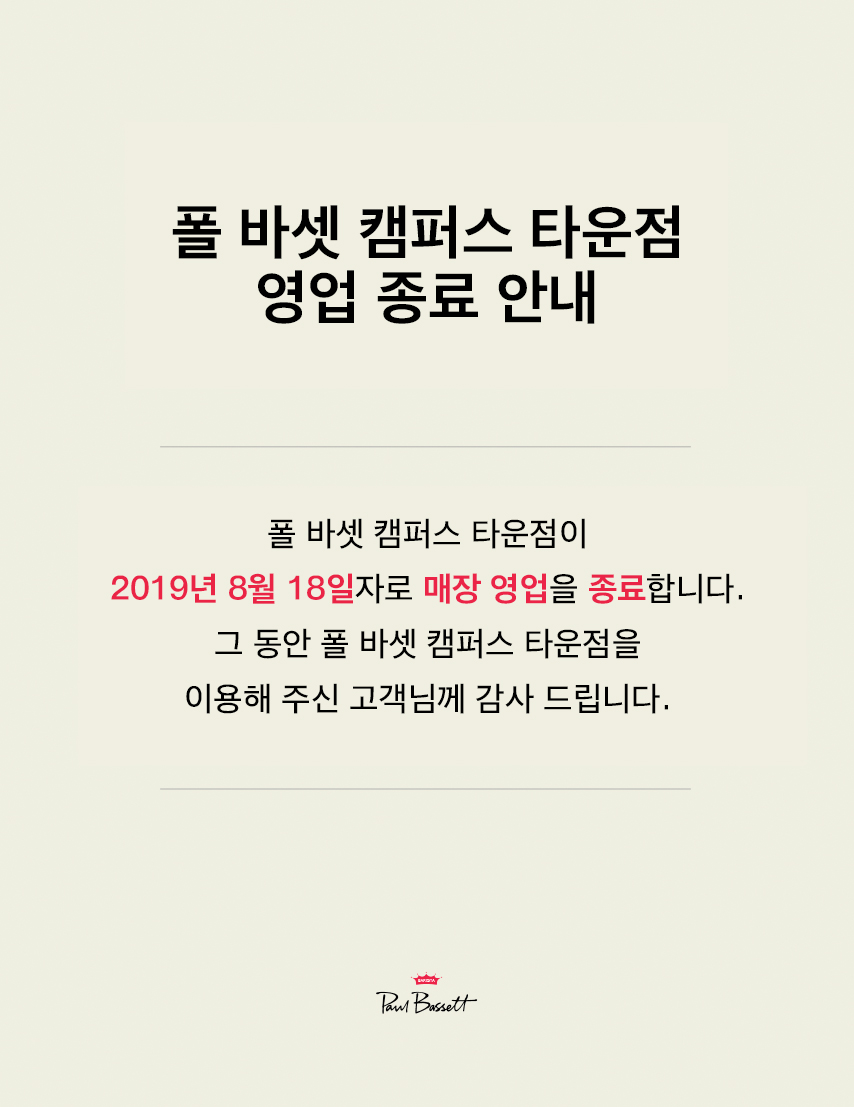 폴 바셋 캠퍼스 타운점
영업 종료 안내
폴 바셋 캠퍼스 타운점이
2019년 8월 18일자로 매장 영업을 종료합니다.
그 동안 폴 바셋 캠퍼스 타운점을
이용해 주신 고객님께 감사 드립니다.
BARISTA
Paul Bassett